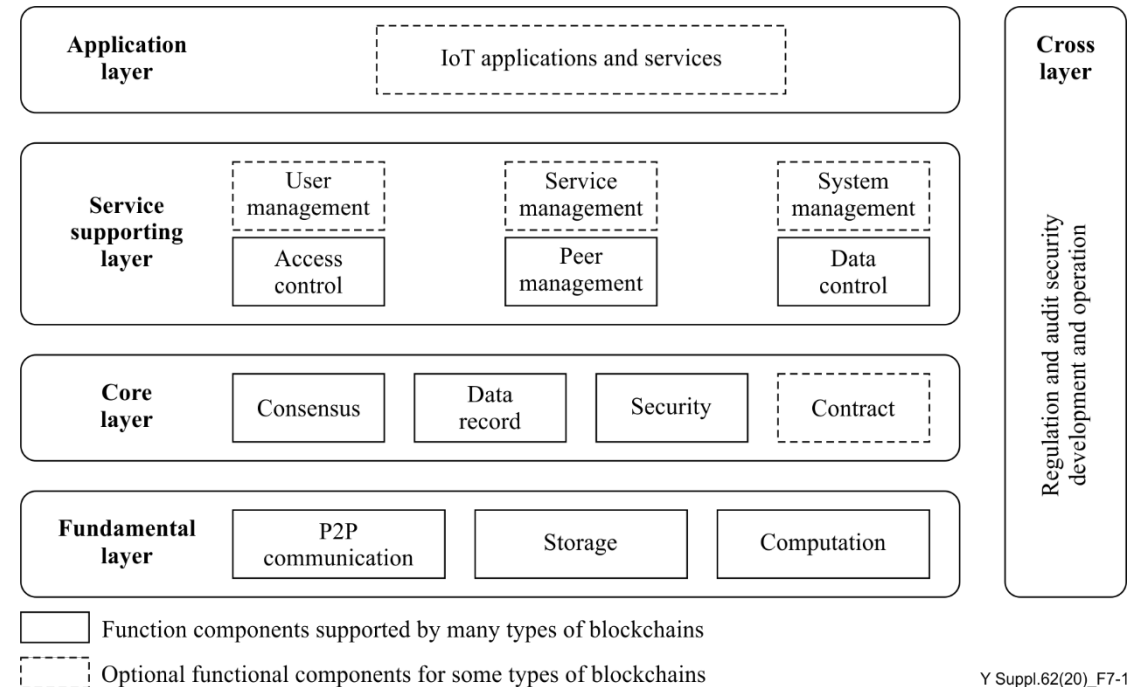 Application
layer
IoT applications and services
Cross
layer
Service
supporting
layer
User
management
Service
management
System
management
Access
control
Peer
management
Data
control
Core
layer
Consensus
Data
record
Security
Contract
Fundamental
layer
P2P
communication
Storage
Computation
Regulation and audit security
development and operation
Function components supported by many types of blockchains
Optional functional components for some types of blockchains
Y Suppl.62(20)_F7-1